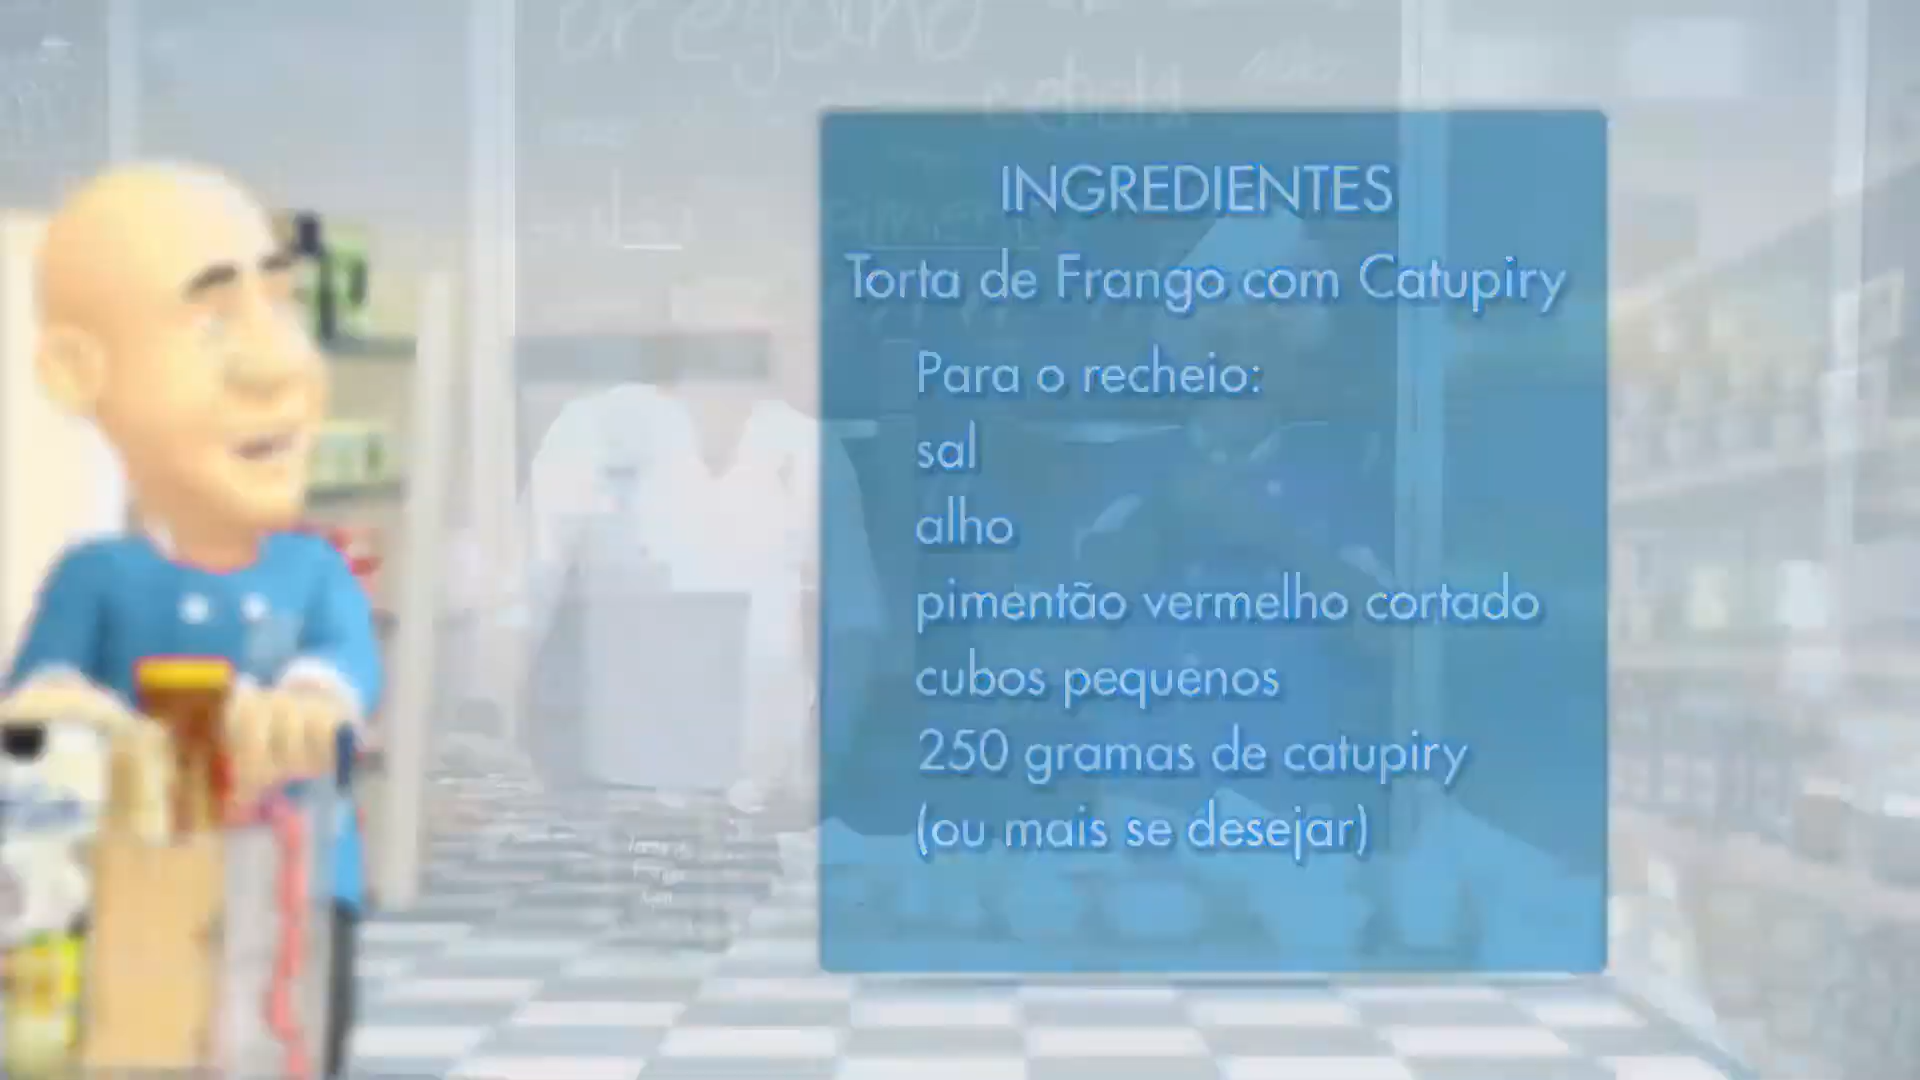 oregano
INGREDIENTES
Torta de Frango com Catupiry
Para o recheio:
sal
alho
pimentão vermelho cortado
cubos pequenos
250 gramas de catupiry
(ou mais se desejar)